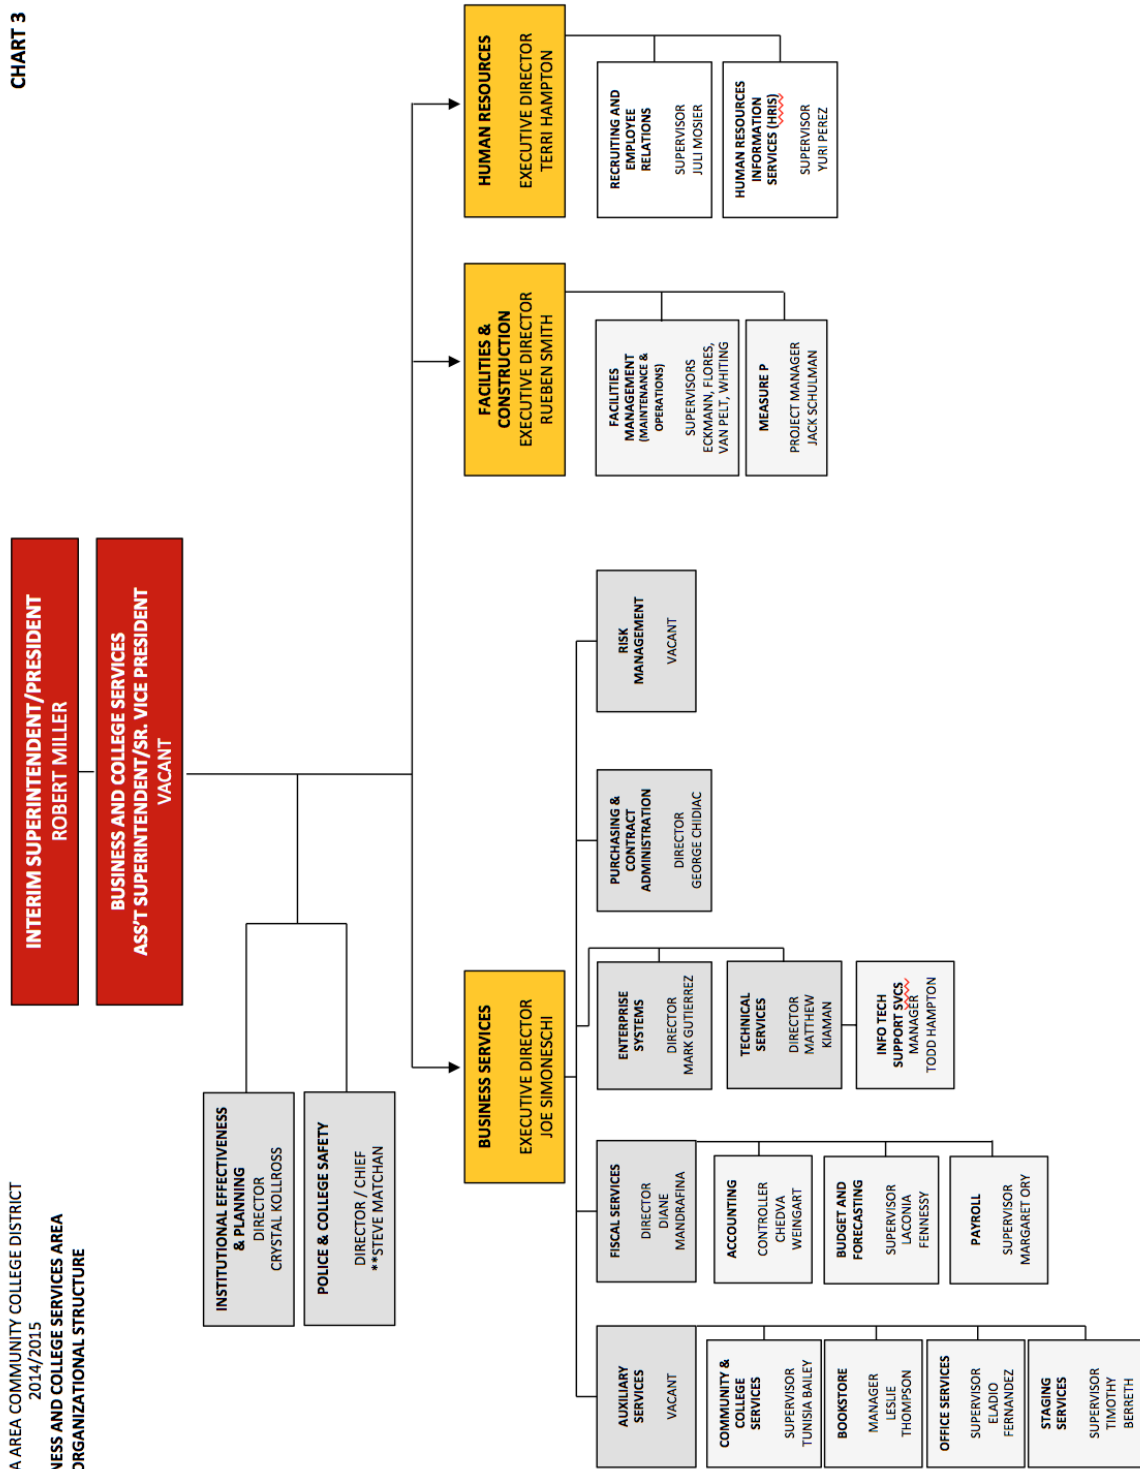 CHART 3
A AREA COMMUNITY COLLEGE DISTRICT
2014/2015
NESS AND COLLEGE SERVICES AREA
ORGANIZATIONAL STRUCTURE
INTERIM SUPERINTENDENT/PRESIDENT
ROBERT MILLER
BUSINESS AND COLLEGE SERVICES
ASS'T SUPERINTENDENT/SR. VICE PRESIDENT
VACANT
INSTITUTIONAL EFFECTIVENESS
& PLANNING
DIRECTOR
CRYSTAL KOLLROSS
POLICE & COLLEGE SAFETY
DIRECTOR / CHIEF
**STEVE MATCHAN
BUSINESS SERVICES
EXECUTIVE DIRECTOR
JOE SIMONESCHI
FACILITIES &
CONSTRUCTION
EXECUTIVE DIRECTOR
RUEBEN SMITH
HUMAN RESOURCES
EXECUTIVE DIRECTOR
TERRI HAMPTON
AUXILIARY
SERVICES
VACANT
COMMUNITY &
COLLEGE
SERVICES
SUPERVISOR
TUNISIA BAILEY
BOOKSTORE
MANAGER
LESLIE
THOMPSON
OFFICE SERVICES
SUPERVISOR
ELADIO
FERNANDEZ
STAGING
SERVICES
SUPERVISOR
TIMOTHY
BERRETH
FISCAL SERVICES
DIRECTOR
DIANE
MANDRAFINA
ACCOUNTING
CONTROLLER
CHEDVA
WEINGART
BUDGET AND
FORECASTING
SUPERVISOR
LACONIA
FENNESSY
PAYROLL
SUPERVISOR
MARGARET ORY
ENTERPRISE
SYSTEMS
DIRECTOR
MARK GUTIERREZ
TECHNICAL
SERVICES
DIRECTOR
MATTHEW
KIAMAN
INFO TECH
SUPPORT SVCS
MANAGER
TODD HAMPTON
PURCHASING &
CONTRACT
ADMINISTRATION
DIRECTOR
GEORGE CHIDIAC
RISK
MANAGEMENT
VACANT
FACILITIES
MANAGEMENT
(MAINTENANCE &
OPERATIONS)
SUPERVISORS
ECKMANN, FLORES,
VAN PELT, WHITING
MEASURE P
PROJECT MANAGER
JACK SCHULMAN
RECRUITING AND
EMPLOYEE
RELATIONS
SUPERVISOR
JULI MOSIER
HUMAN RESOURCES
INFORMATION
SERVICES (HRIS)
SUPERVISOR
YURI PEREZ